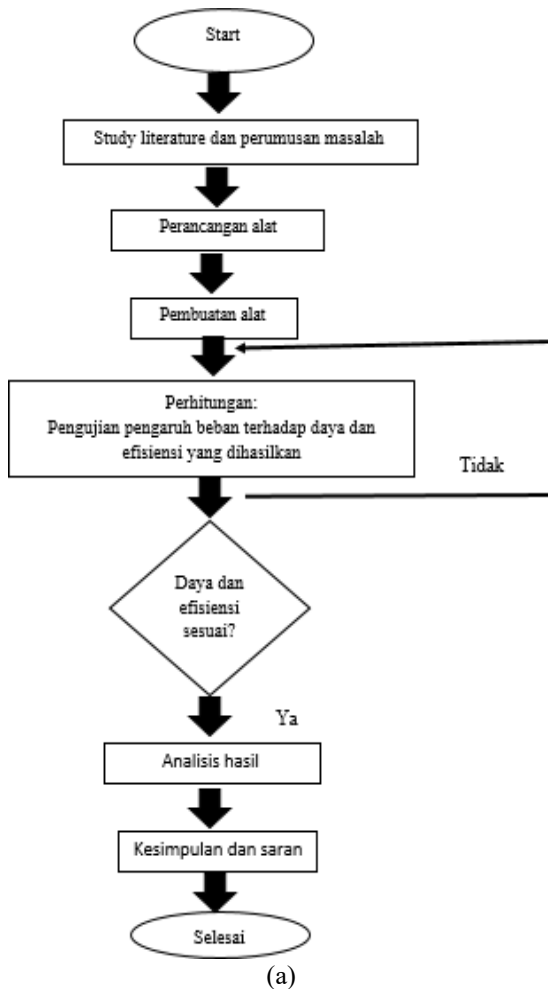 Start
Study literature dan perumusan masalah
Perancangan alat
Pembuatan alat
Perhitungan:
Pengujian pengaruh beban terhadap daya dan
efisiensi yang dihasilkan
Tidak
Daya dan
efisiensi
sesuai?
Ya
Analisis hasil
Kesimpulan dan saran
Selesai
(a)